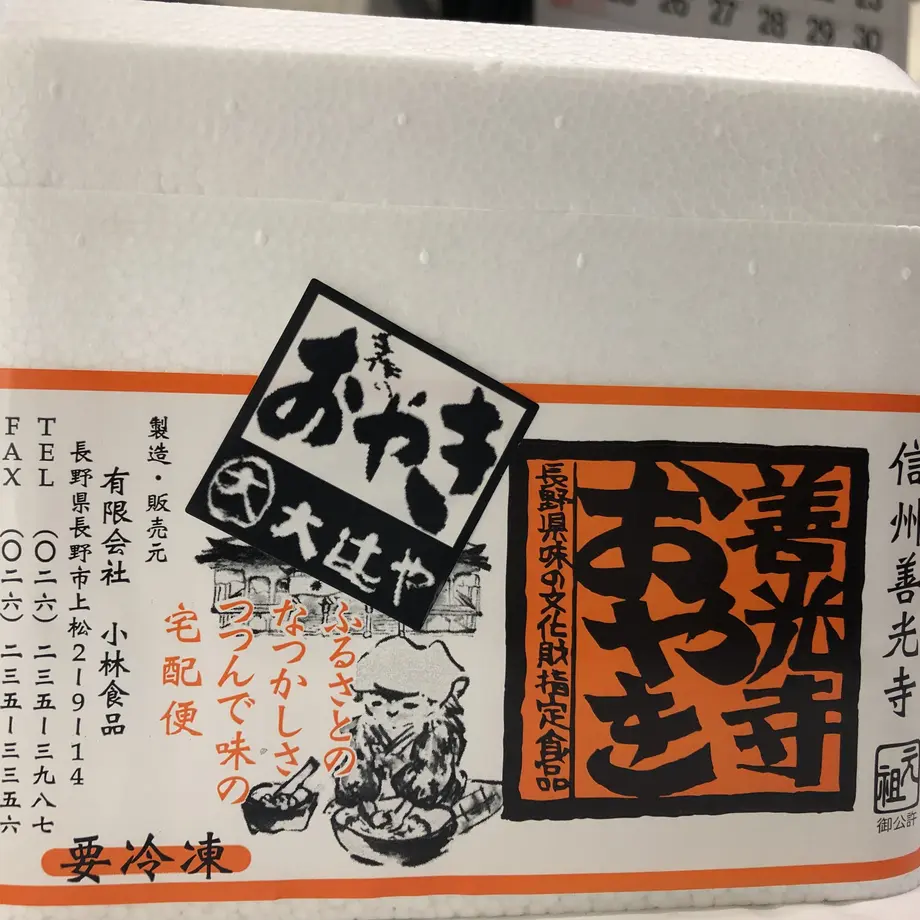 信州善光寺
元祖
御公許
善光寺
おやき
長野県味の文化財指定食品
おやき
大
大辻や
ふるさとの
なつかしさ
つつんで味の
宅配便
製造・販売元
有限会社 小林食品
長野県長野市上松2-9-14
TEL (〇二六) 二三五-三九八七
FAX (〇二六) 二三五-三三五六
要冷凍
26 27 28 29 30